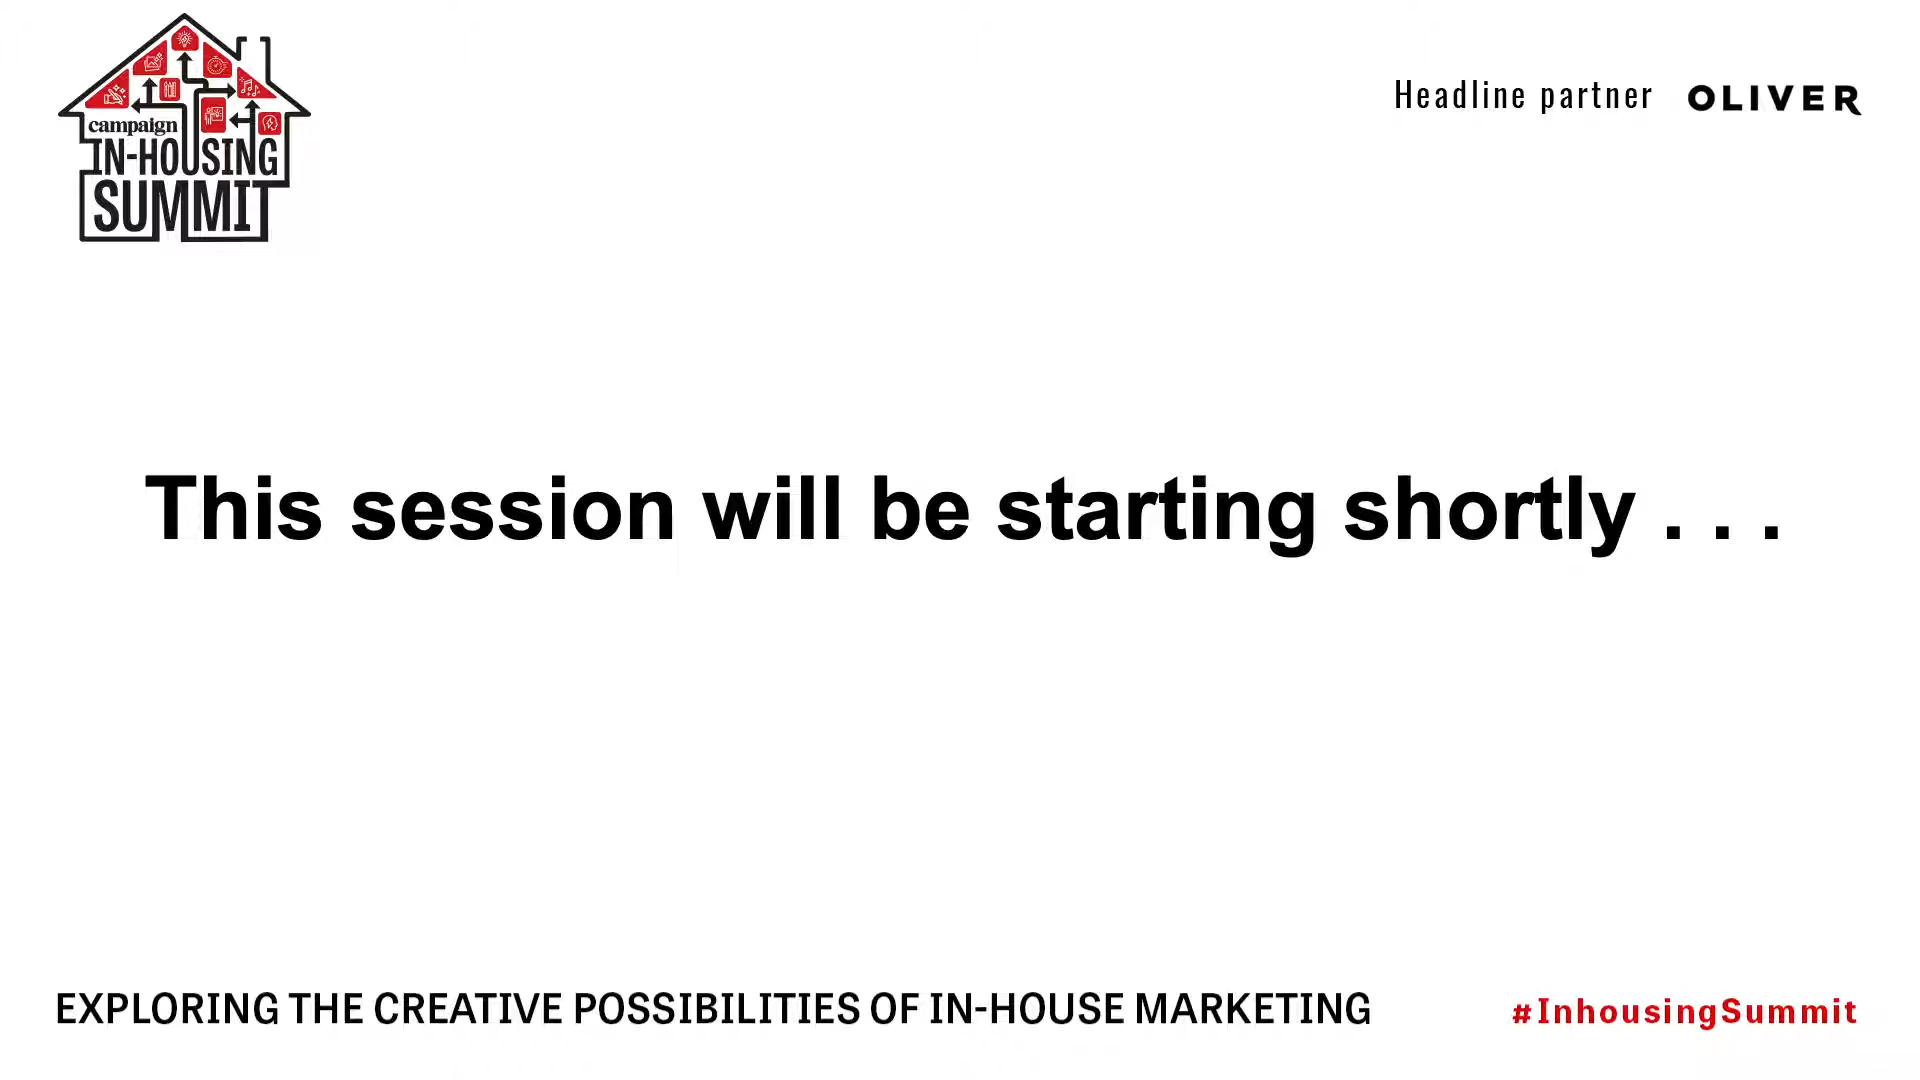 campaign
IN-HOUSING
SUMMIT
Headline partner OLIVER
This session will be starting shortly . . .
EXPLORING THE CREATIVE POSSIBILITIES OF IN-HOUSE MARKETING
#InhousingSummit